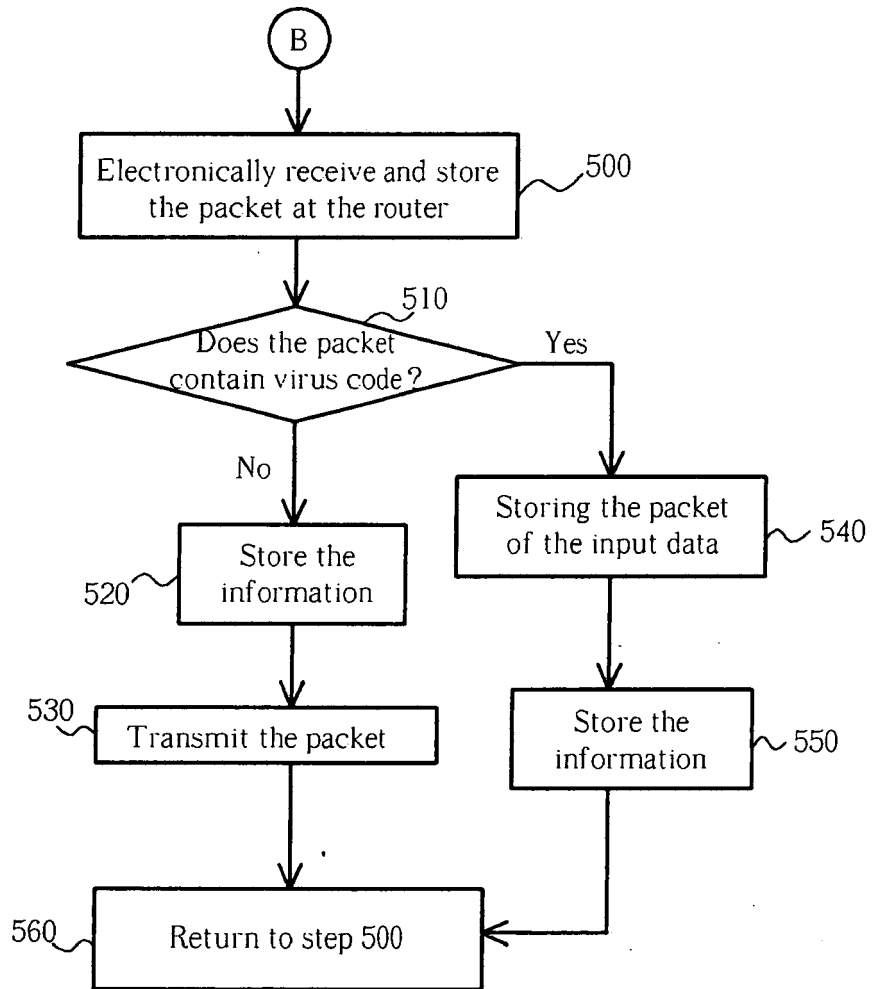 B
Electronically receive and store
the packet at the router
500
510
Does the packet
contain virus code?
Yes
No
Storing the packet
of the input data
540
Store the
information
520
530
Transmit the packet
Store the
information
550
560
Return to step 500